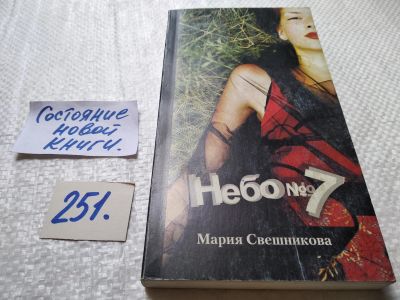 Состояние
новой
книги.
251.
Небо №7
Мария Свешникова